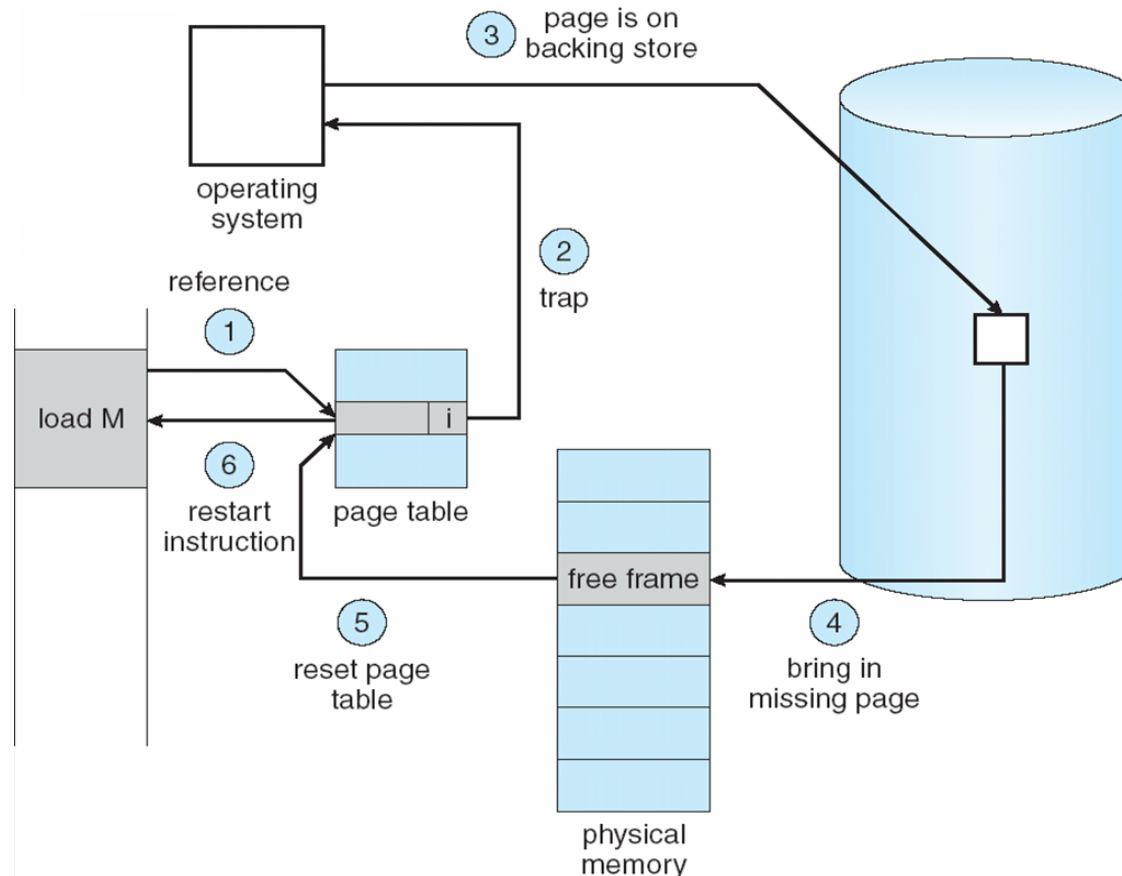 3
page is on
backing store
operating
system
reference
1
2
trap
load M
i
6
restart
instruction
page table
free frame
5
reset page
table
4
bring in
missing page
physical
memory